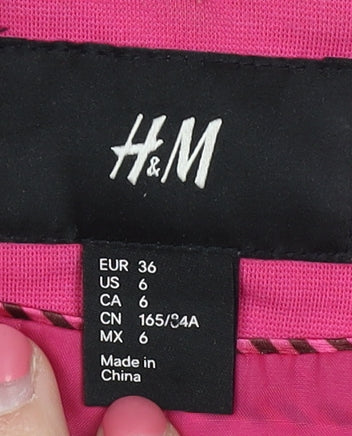 H&M
EUR 36
US 6
CA 6
CN 165/84A
MX 6
Made in
China